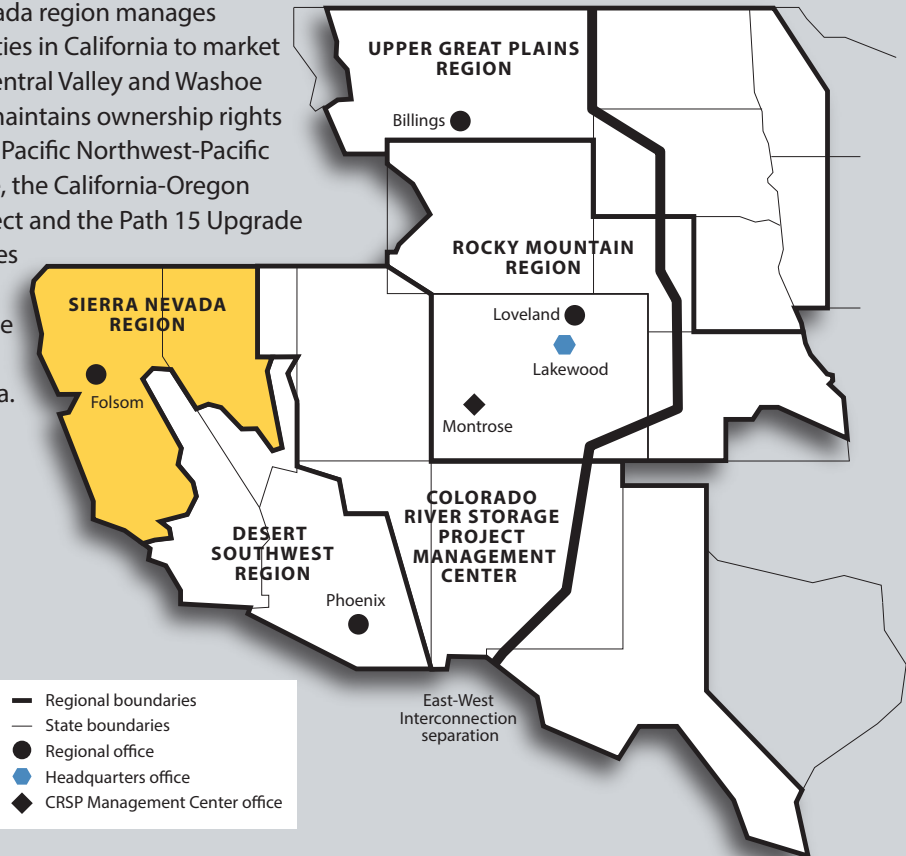 ada region manages
ties in California to market
entral Valley and Washoe
maintains ownership rights
Pacific Northwest-Pacific
, the California-Oregon
ect and the Path 15 Upgrade
es
e
a.
UPPER GREAT PLAINS
REGION
Billings
ROCKY MOUNTAIN
REGION
Loveland
Lakewood
Montrose
SIERRA NEVADA
REGION
Folsom
COLORADO
RIVER STORAGE
PROJECT
MANAGEMENT
CENTER
DESERT
SOUTHWEST
REGION
Phoenix
East-West
Interconnection
separation
Regional boundaries
State boundaries
Regional office
Headquarters office
CRSP Management Center office